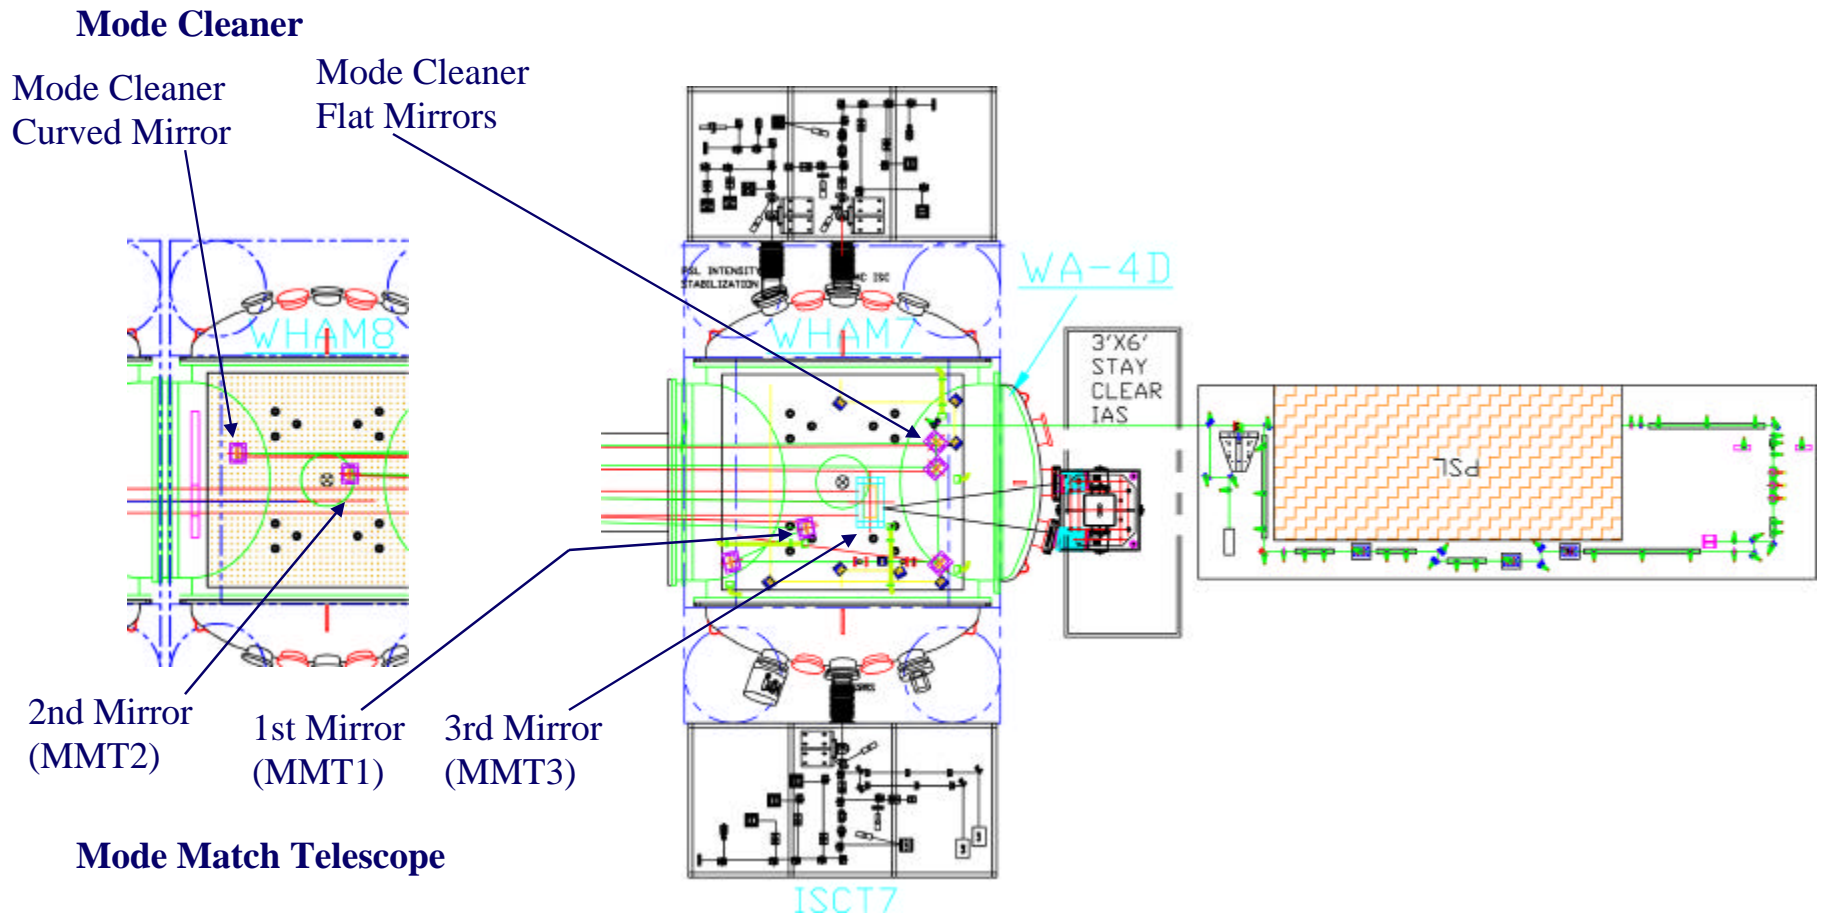 Mode Cleaner
Mode Cleaner
Curved Mirror
Mode Cleaner
Flat Mirrors
PSL INTENSITY
STABILIZATION
MC ISC
WA-4D
WHAM8
WHAM7
3'X6'
STAY
CLEAR
IAS
PSL
2nd Mirror
(MMT2)
1st Mirror
(MMT1)
3rd Mirror
(MMT3)
Mode Match Telescope
ISCT7